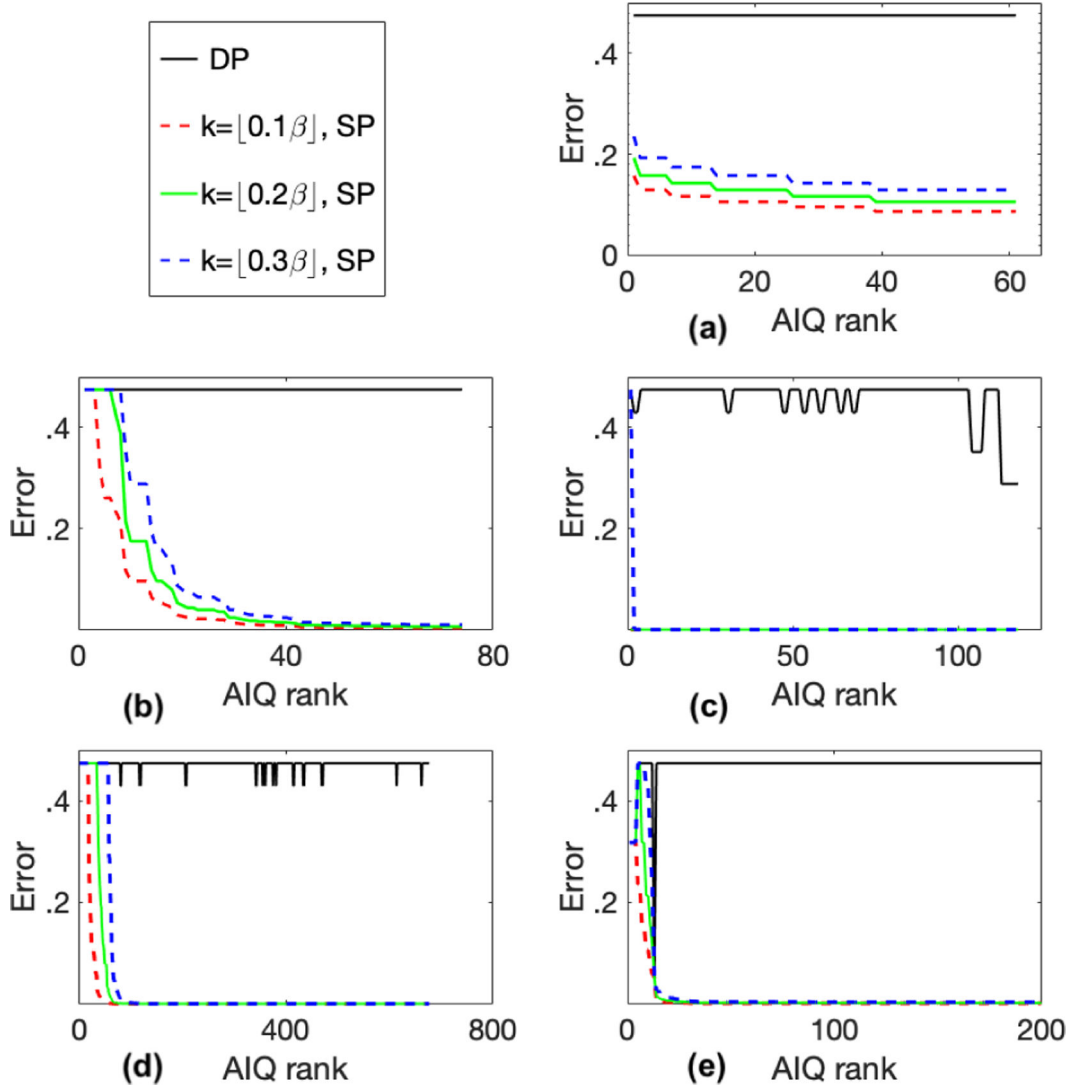 DP
k=⌊0.1β⌋, SP
k=⌊0.2β⌋, SP
k=⌊0.3β⌋, SP
Error
.4
.2
0
0 20 40 60
AIQ rank
(a)
Error
.4
.2
0 40 80
AIQ rank
(b)
Error
.4
.2
0 50 100
AIQ rank
(c)
Error
.4
.2
0 400 800
AIQ rank
(d)
Error
.4
.2
0 100 200
AIQ rank
(e)